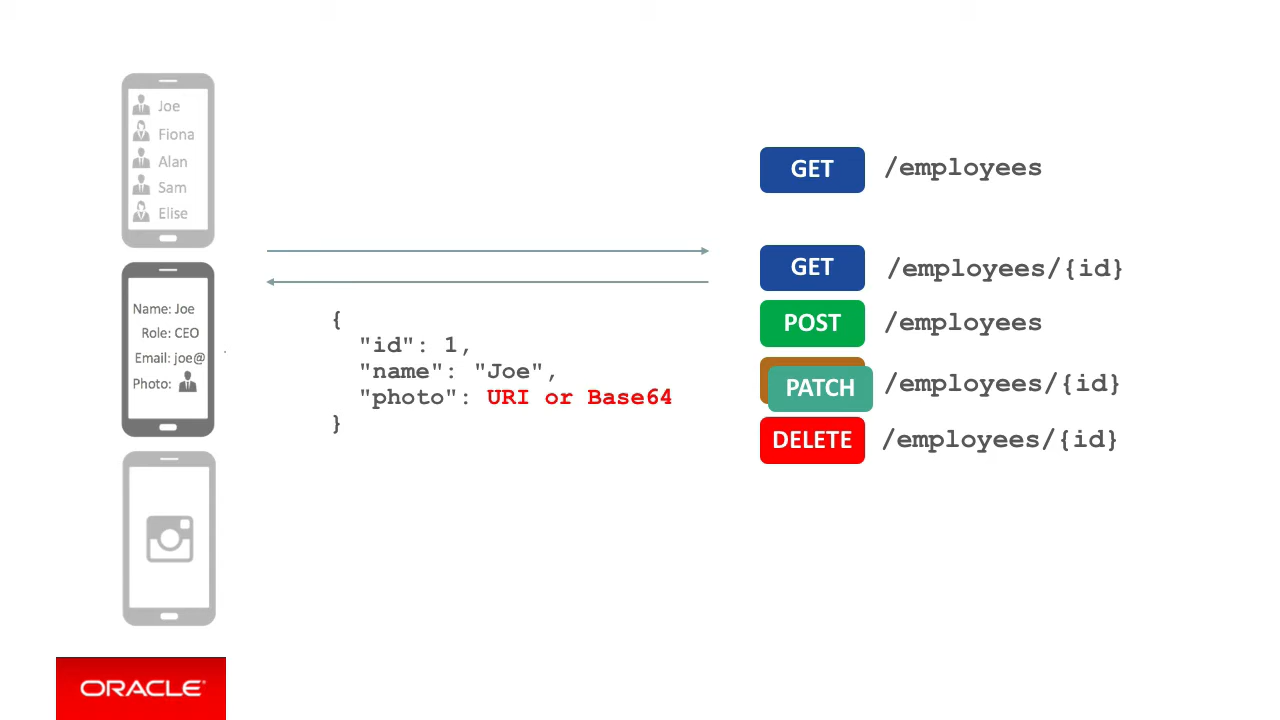 Joe
Fiona
Alan
Sam
Elise
Name: Joe
Role: CEO
Email: joe@
Photo:
{
"id": 1,
"name": "Joe",
"photo": URI or Base64
}
GET /employees
GET /employees/{id}
POST /employees
PATCH /employees/{id}
DELETE /employees/{id}
ORACLE®